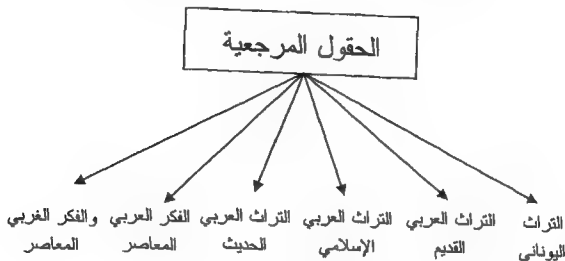 الحقول المرجعية
التراث التراث العربي التراث العربي التراث العربي الفكر العربي والفكر الغربي
اليوناني القديم الإسلامي الحديث المعاصر المعاصر